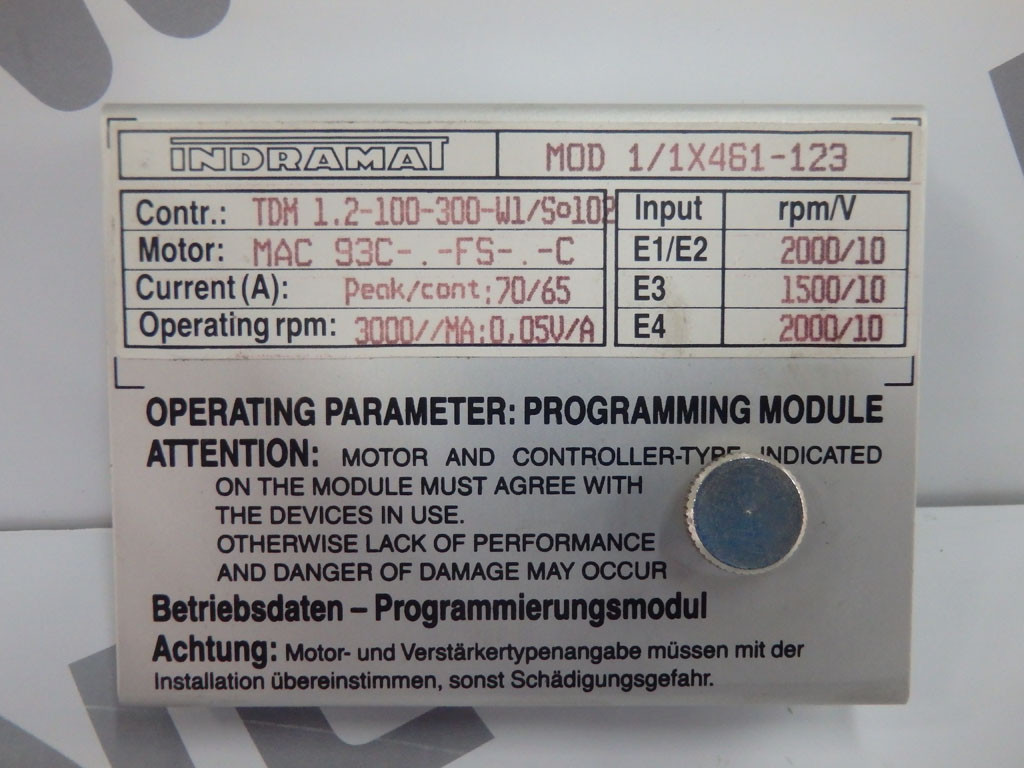 INDRAMAT MOD 1/1X461-123
Contr.: TDM 1.2-100-300-W1/S¤102
Motor: MAC 93C-.-FS-.-C
Current (A): Peak/cont:70/65
Operating rpm: 3000//MA:0,05V/A
Input rpm/V
E1/E2 2000/10
E3 1500/10
E4 2000/10
OPERATING PARAMETER: PROGRAMMING MODULE
ATTENTION: MOTOR AND CONTROLLER-TYPE INDICATED
ON THE MODULE MUST AGREE WITH
THE DEVICES IN USE.
OTHERWISE LACK OF PERFORMANCE
AND DANGER OF DAMAGE MAY OCCUR
Betriebsdaten – Programmierungsmodul
Achtung: Motor- und Verstärkertypenangabe müssen mit der
Installation übereinstimmen, sonst Schädigungsgefahr.